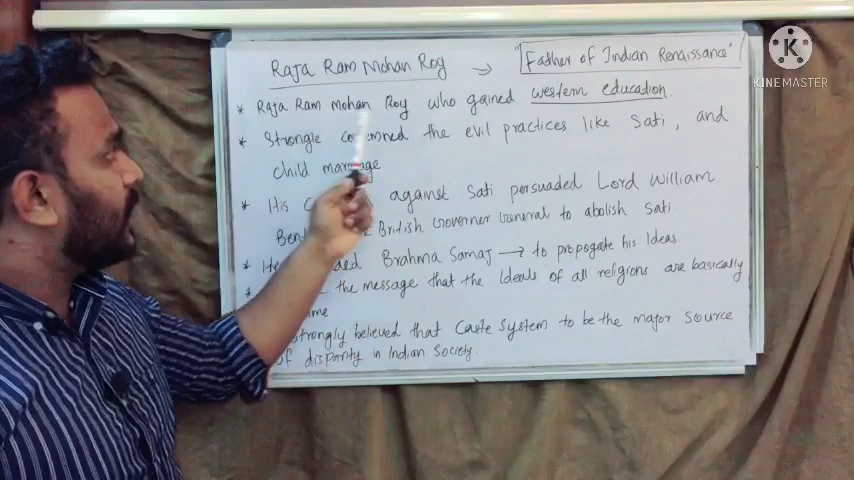 Raja Ram Mohan Roy → "Father of Indian Renaissance"
* Raja Ram Mohan Roy who gained western education.
* Strongle the evil practices like Sati, and
child
* His against Sati persuaded Lord William
British Governer General to abolish Sati.
* Brahma Samaj → to propogate his Ideas.
* the message that the Ideals of all religions are basically
strongly believed that Caste System to be the major source
of disparity in Indian Society.
K
KINEMASTER